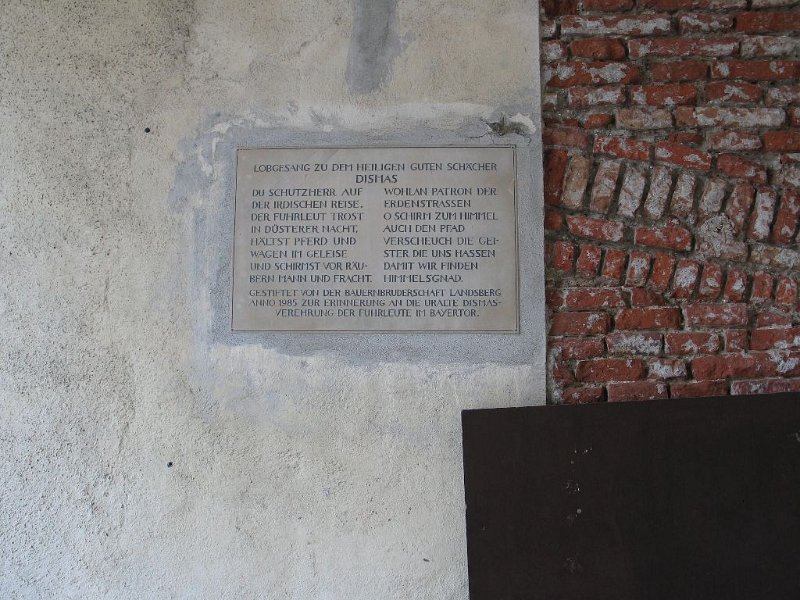 LOBGESANG ZU DEM HEILIGEN GUTEN SCHÄCHER
DISMAS
DU SCHUTZHERR AUF
DER IRDISCHEN REISE,
DER FUHRLEUT TROST
IN DÜSTERER NACHT,
HÄLTST PFERD UND
WAGEN IM GELEISE
UND SCHIRMST VOR RÄU-
BERN MANN UND FRACHT.
WOHLAN PATRON DER
ERDENSTRASSEN
O SCHIRM ZUM HIMMEL
AUCH DEN PFAD
VERSCHEUCH DIE GEI-
STER DIE UNS HASSEN
DAMIT WIR FINDEN
HIMMELSGNAD.
GESTIFTET VON DER BAUERNBRUDERSCHAFT LANDSBERG
ANNO 1985 ZUR ERINNERUNG AN DIE URALTE DISMAS-
VEREHRUNG DER FUHRLEUTE IM BAYERTOR.